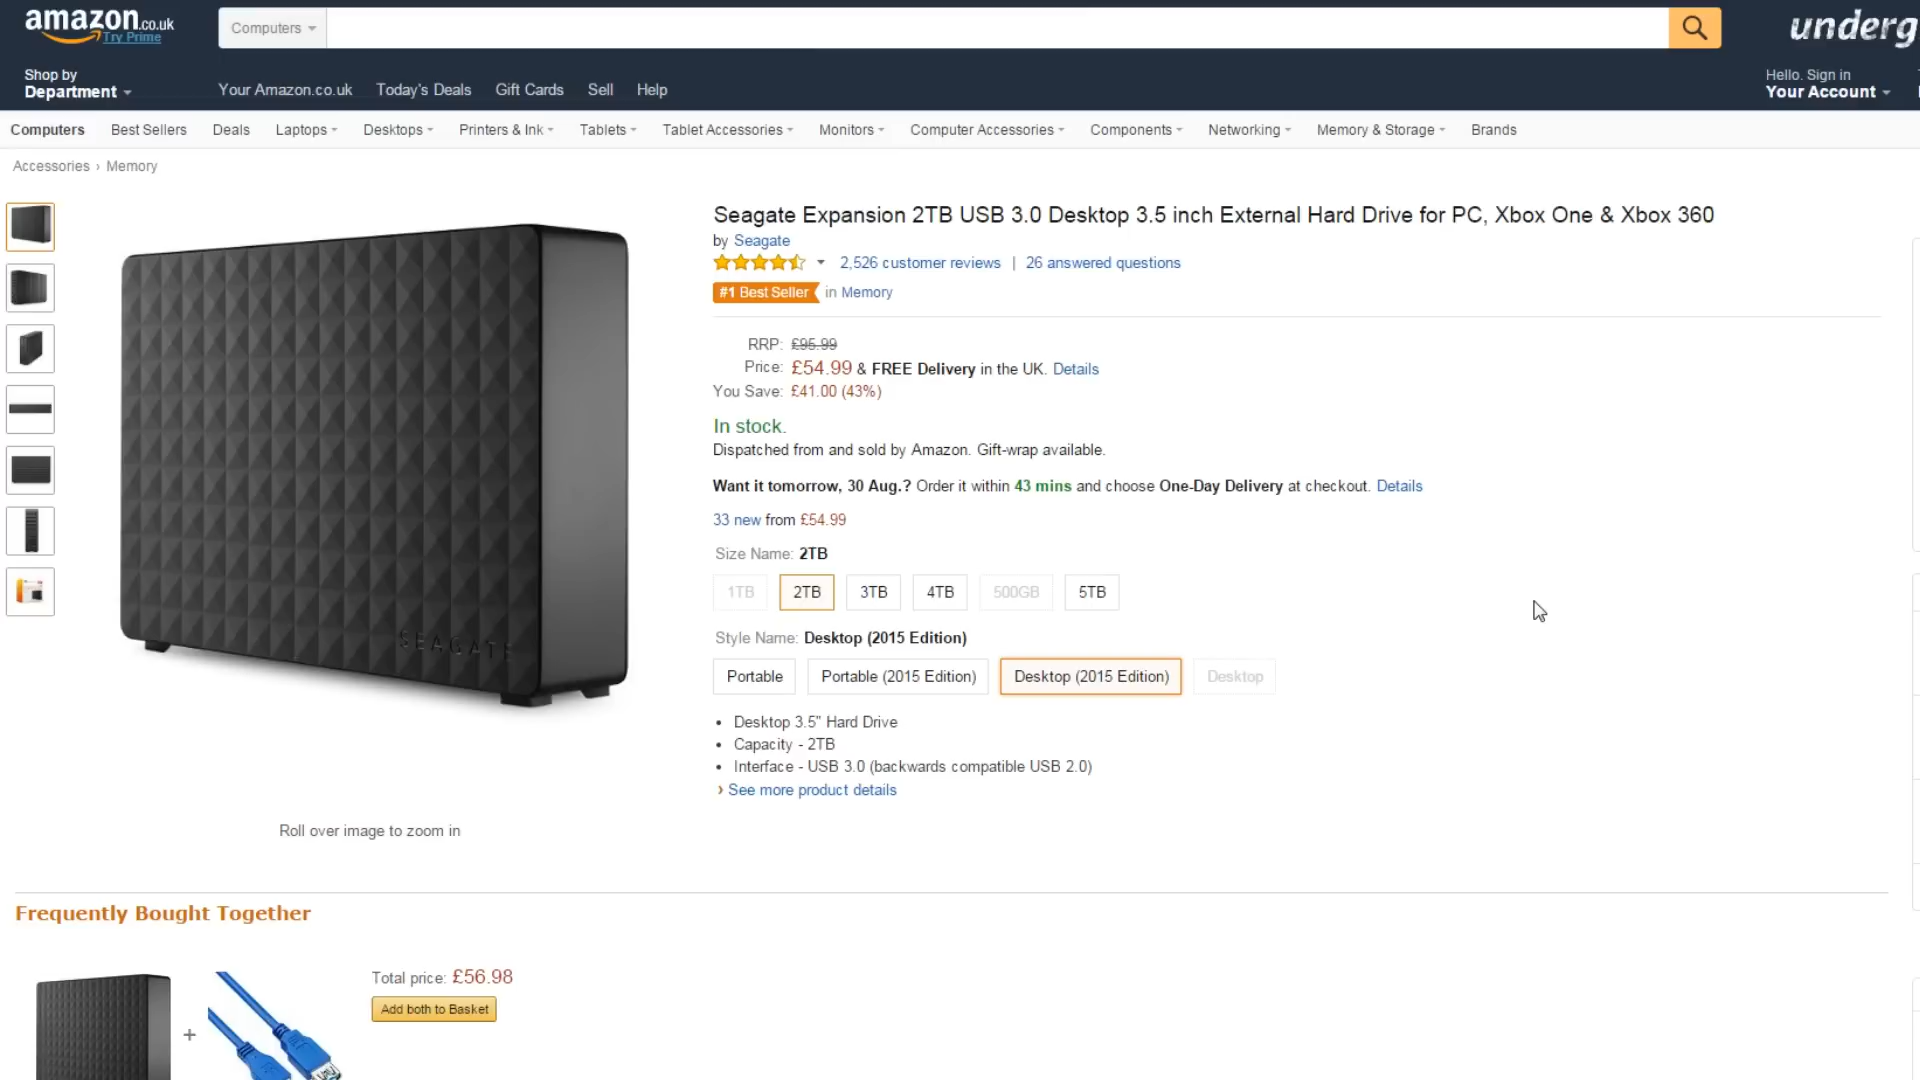 amazon.co.uk
Try Prime
Computers
Shop by
Department
Your Amazon.co.uk Today's Deals Gift Cards Sell Help
Hello. Sign in
Your Account
Computers Best Sellers Deals Laptops Desktops Printers & Ink Tablets Tablet Accessories Monitors Computer Accessories Components Networking Memory & Storage Brands
Accessories › Memory
Seagate Expansion 2TB USB 3.0 Desktop 3.5 inch External Hard Drive for PC, Xbox One & Xbox 360
by Seagate
2,526 customer reviews | 26 answered questions
#1 Best Seller in Memory
RRP: £95.99
Price: £54.99 & FREE Delivery in the UK. Details
You Save: £41.00 (43%)
In stock.
Dispatched from and sold by Amazon. Gift-wrap available.
Want it tomorrow, 30 Aug.? Order it within 43 mins and choose One-Day Delivery at checkout. Details
33 new from £54.99
Size Name: 2TB
1TB 2TB 3TB 4TB 500GB 5TB
Style Name: Desktop (2015 Edition)
Portable Portable (2015 Edition) Desktop (2015 Edition) Desktop
• Desktop 3.5" Hard Drive
• Capacity - 2TB
• Interface - USB 3.0 (backwards compatible USB 2.0)
› See more product details
SEAGATE
Roll over image to zoom in
Frequently Bought Together
Total price: £56.98
Add both to Basket
+